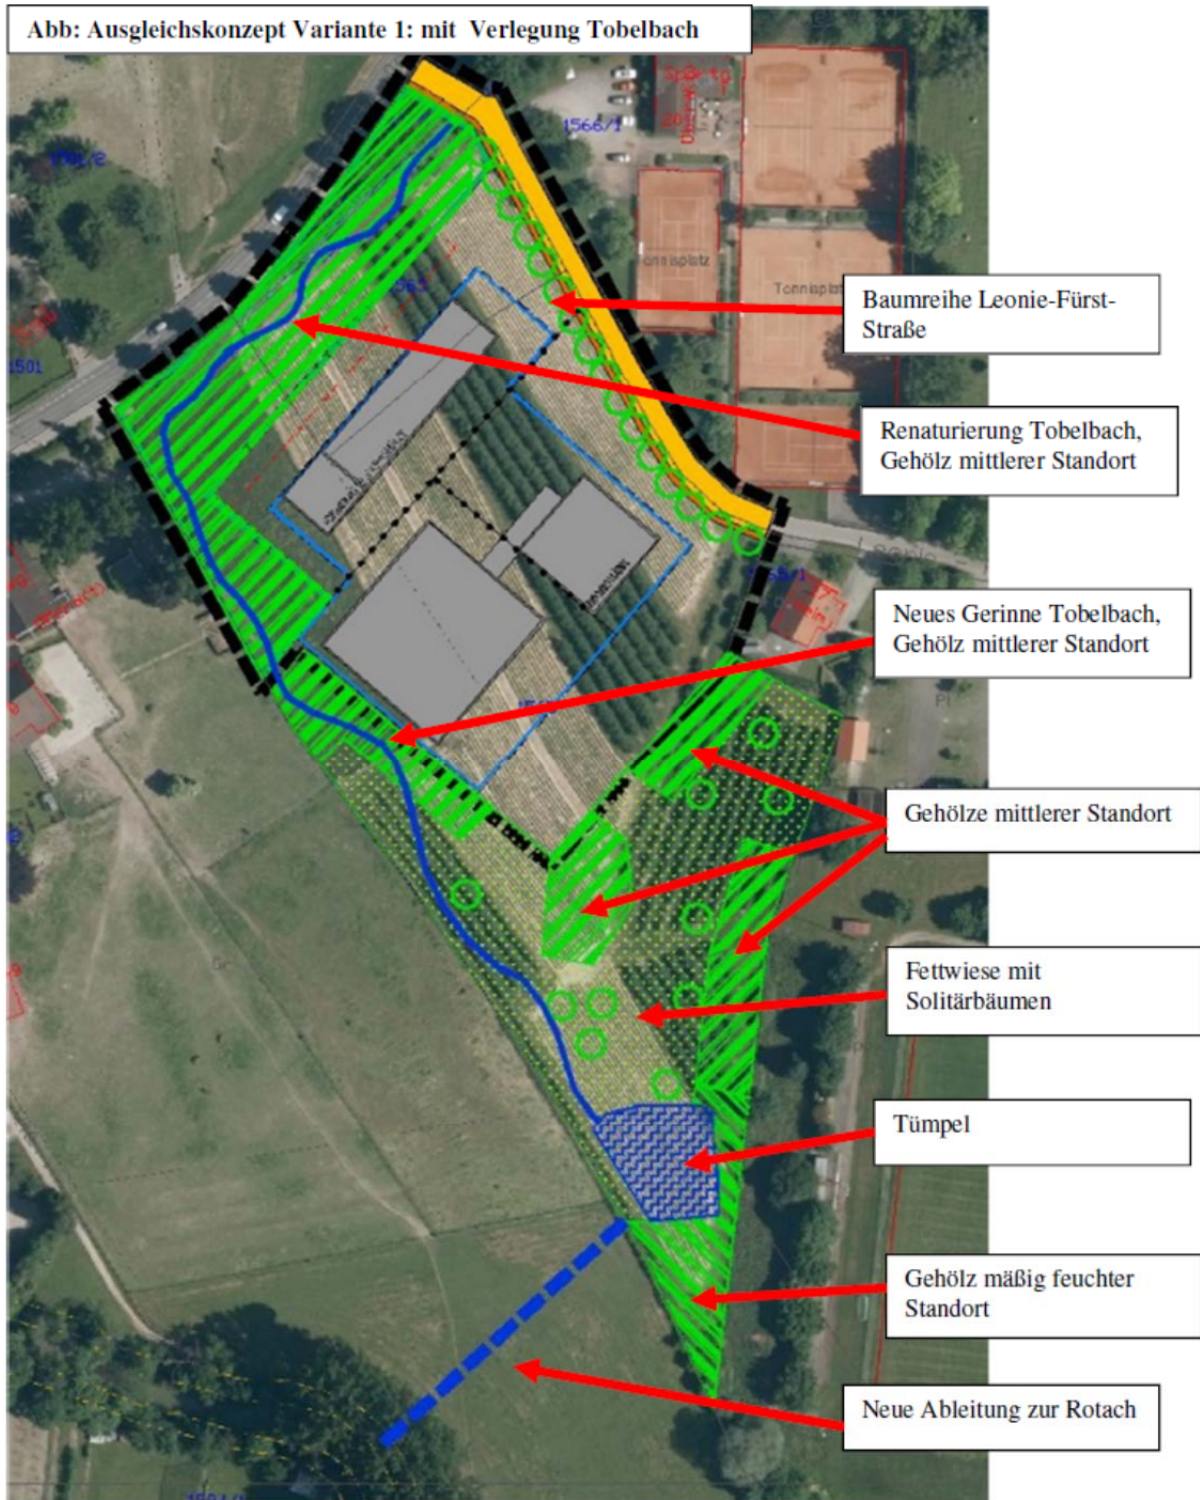 Abb: Ausgleichskonzept Variante 1: mit Verlegung Tobelbach
1566/1
Tennisplatz
Baumreihe Leonie-Fürst-
Straße
1501
Renaturierung Tobelbach,
Gehölz mittlerer Standort
Neues Gerinne Tobelbach,
Gehölz mittlerer Standort
Gehölze mittlerer Standort
Fettwiese mit
Solitärbäumen
Tümpel
Gehölz mäßig feuchter
Standort
Neue Ableitung zur Rotach